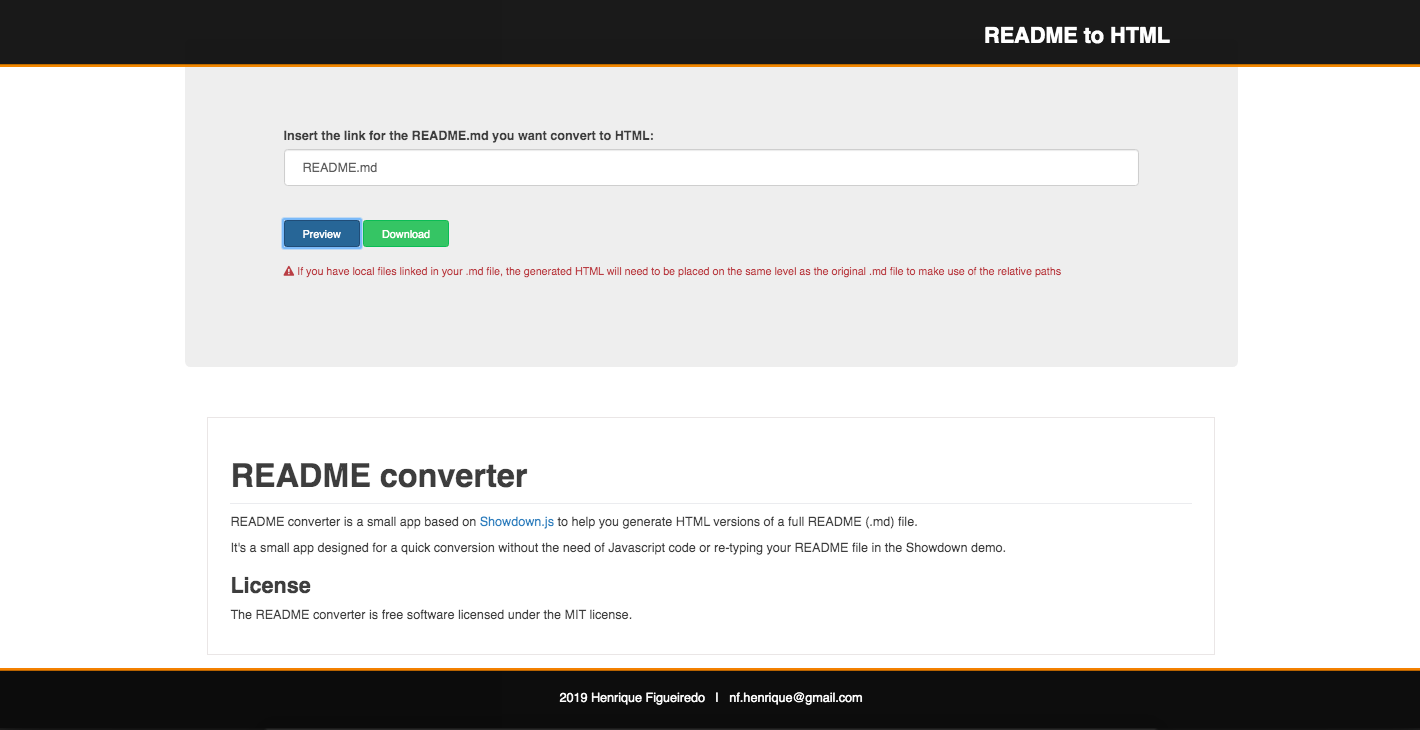 README to HTML
Insert the link for the README.md you want convert to HTML:
README.md
Preview Download
If you have local files linked in your .md file, the generated HTML will need to be placed on the same level as the original .md file to make use of the relative paths
README converter
README converter is a small app based on Showdown.js to help you generate HTML versions of a full README (.md) file.
It's a small app designed for a quick conversion without the need of Javascript code or re-typing your README file in the Showdown demo.
License
The README converter is free software licensed under the MIT license.
2019 Henrique Figueiredo | nf.henrique@gmail.com